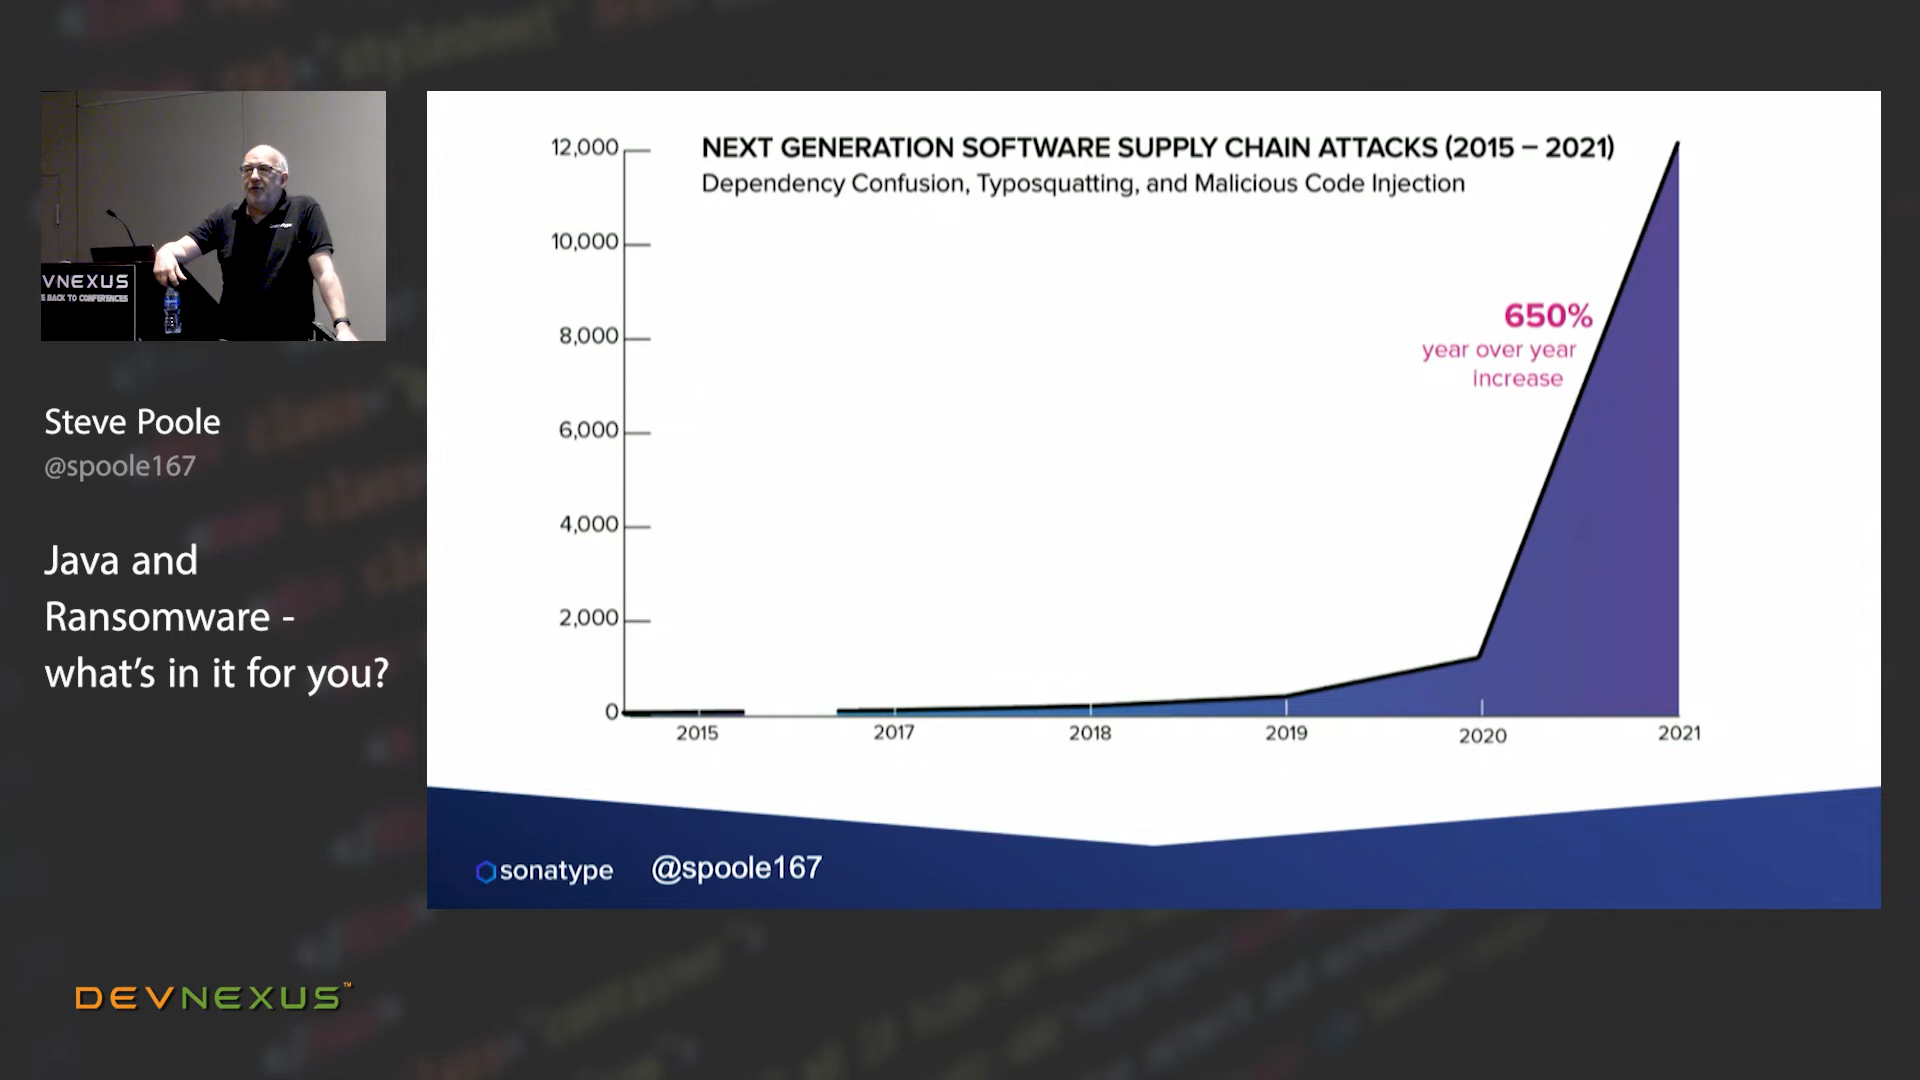 VNEXUS
E BACK TO CONFERENCES
Steve Poole
@spoole167
Java and
Ransomware -
what's in it for you?
DEVNEXUS™
NEXT GENERATION SOFTWARE SUPPLY CHAIN ATTACKS (2015 – 2021)
Dependency Confusion, Typosquatting, and Malicious Code Injection
12,000
10,000
8,000
6,000
4,000
2,000
0
650%
year over year
increase
2015 2017 2018 2019 2020 2021
sonatype @spoole167